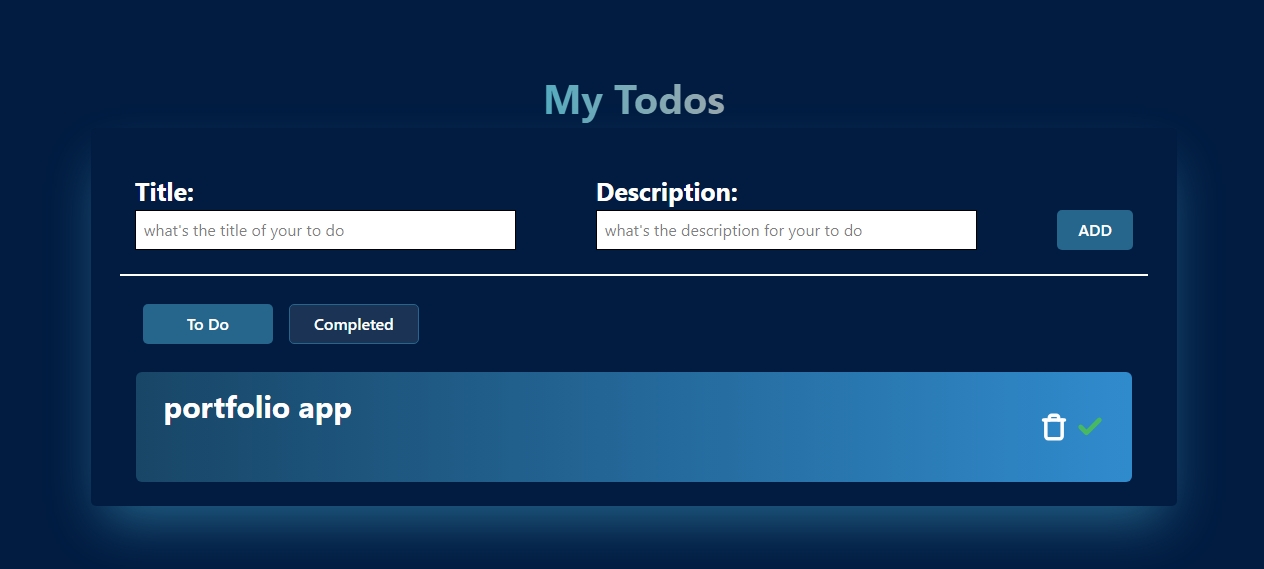 My Todos
Title:
Description:
what's the title of your to do
what's the description for your to do
ADD
To Do
Completed
portfolio app